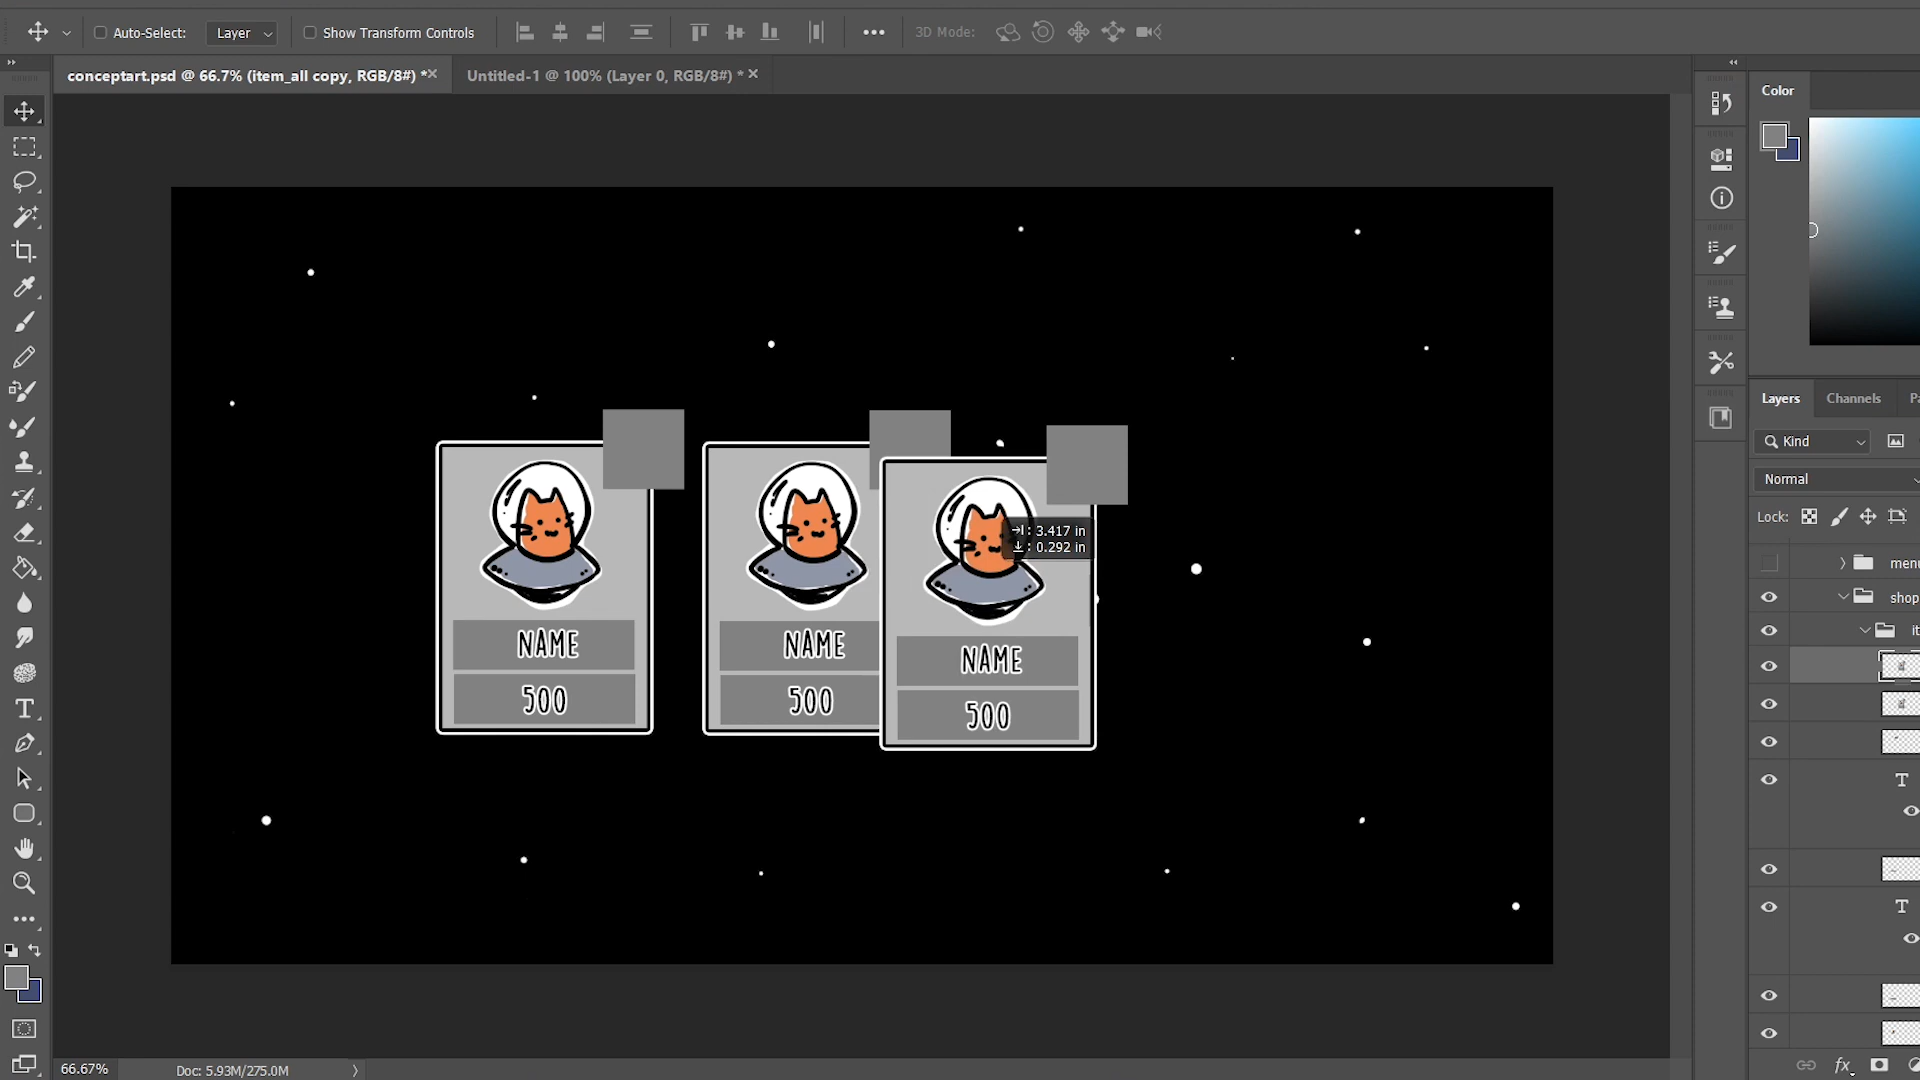 Auto-Select:
Layer
Show Transform Controls
3D Mode:
conceptart.psd @ 66.7% (item_all copy, RGB/8#) *
Untitled-1 @ 100% (Layer 0, RGB/8#) *
Color
NAME
500
NAME
500
NAME
500
: 3.417 in
: 0.292 in
Layers
Channels
Kind
Normal
Lock:
menu
shop
66.67%
Doc: 5.93M/275.0M